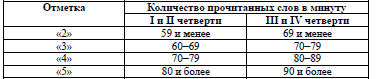 Отметка Количество прочитанных слов в минуту
I и II четверти III и IV четверти
«2» 59 и менее 69 и менее
«3» 60–69 70–79
«4» 70–79 80–89
«5» 80 и более 90 и более